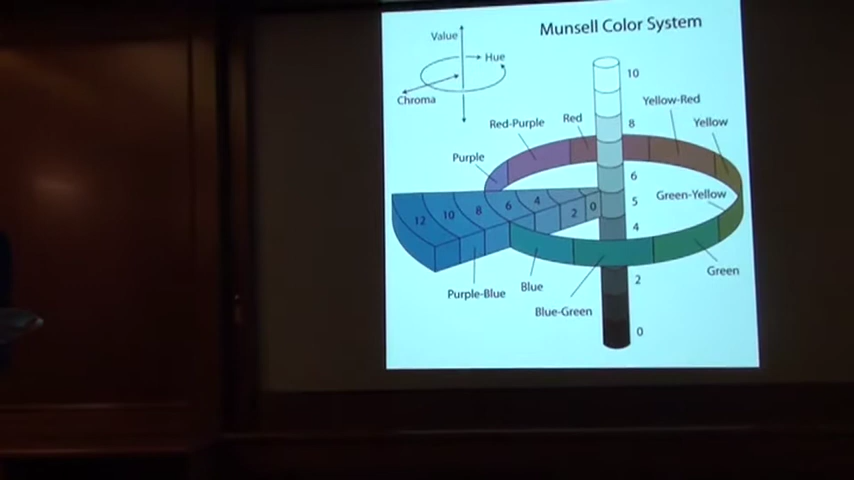 Munsell Color System
Value
Hue
Chroma
10
8
6
5
4
2
0
Yellow-Red
Red
Red-Purple
Yellow
Purple
Green-Yellow
12
10
8
6
4
2
0
Green
Blue
Purple-Blue
Blue-Green